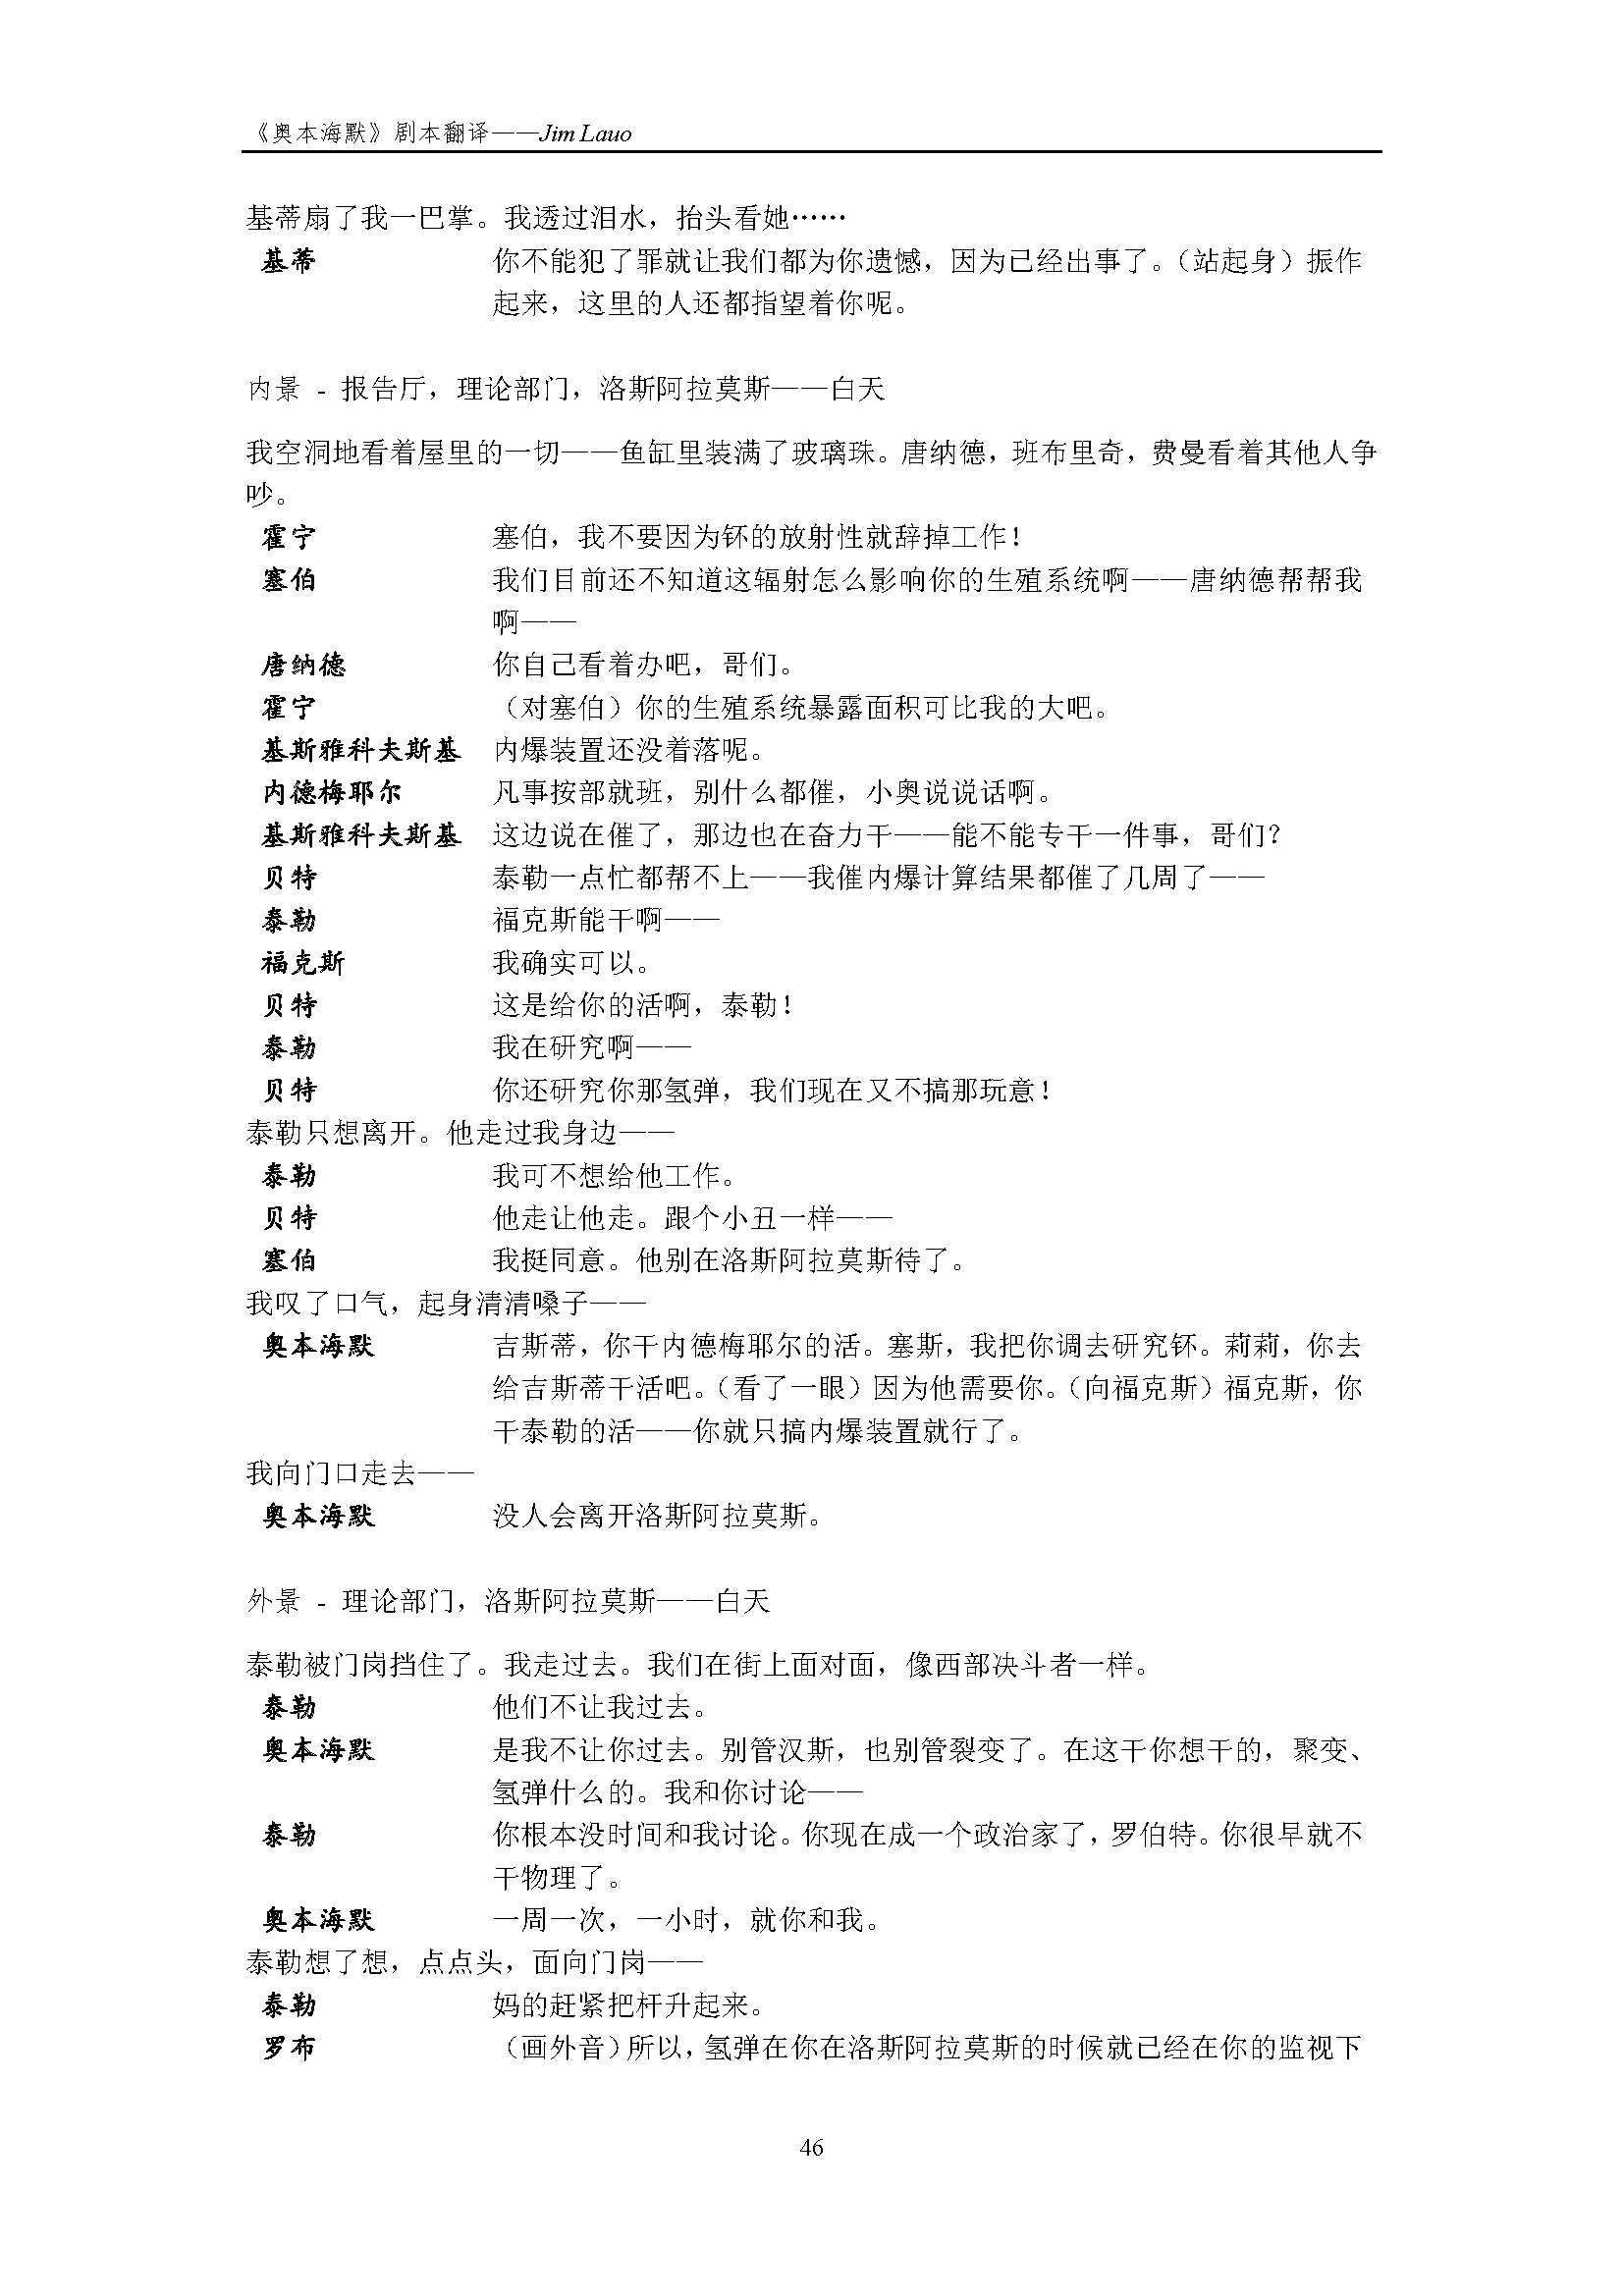 《奥本海默》剧本翻译——Jim Lauo
基蒂扇了我一巴掌。我透过泪水，抬头看她……
基蒂 你不能犯了罪就让我们都为你遗憾，因为已经出事了。（站起身）振作
起来，这里的人还都指望着你呢。
内景 - 报告厅，理论部门，洛斯阿拉莫斯——白天
我空洞地看着屋里的一切——鱼缸里装满了玻璃珠。唐纳德，班布里奇，费曼看着其他人争
吵。
霍宁 塞伯，我不要因为钚的放射性就辞掉工作！
塞伯 我们目前还不知道这辐射怎么影响你的生殖系统啊——唐纳德帮帮我
啊——
唐纳德 你自己看着办吧，哥们。
霍宁 （对塞伯）你的生殖系统暴露面积可比我的大吧。
基斯雅科夫斯基 内爆装置还没着落呢。
内德梅耶尔 凡事按部就班，别什么都催，小奥说说话啊。
基斯雅科夫斯基 这边说在催了，那边也在奋力干——能不能专干一件事，哥们？
贝特 泰勒一点忙都帮不上——我催内爆计算结果都催了几周了——
泰勒 福克斯能干啊——
福克斯 我确实可以。
贝特 这是给你的活啊，泰勒！
泰勒 我在研究啊——
贝特 你还研究你那氢弹，我们现在又不搞那玩意！
泰勒只想离开。他走过我身边——
泰勒 我可不想给他工作。
贝特 他走让他走。跟个小丑一样——
塞伯 我挺同意。他别在洛斯阿拉莫斯待了。
我叹了口气，起身清清嗓子——
奥本海默 吉斯蒂，你干内德梅耶尔的活。塞斯，我把你调去研究钚。莉莉，你去
给吉斯蒂干活吧。（看了一眼）因为他需要你。（向福克斯）福克斯，你
干泰勒的活——你就只搞内爆装置就行了。
我向门口走去——
奥本海默 没人会离开洛斯阿拉莫斯。
外景 - 理论部门，洛斯阿拉莫斯——白天
泰勒被门岗挡住了。我走过去。我们在街上面对面，像西部决斗者一样。
泰勒 他们不让我过去。
奥本海默 是我不让你过去。别管汉斯，也别管裂变了。在这干你想干的，聚变、
氢弹什么的。我和你讨论——
泰勒 你根本没时间和我讨论。你现在成一个政治家了，罗伯特。你很早就不
干物理了。
奥本海默 一周一次，一小时，就你和我。
泰勒想了想，点点头，面向门岗——
泰勒 妈的赶紧把杆升起来。
罗布 （画外音）所以，氢弹在你在洛斯阿拉莫斯的时候就已经在你的监视下
46